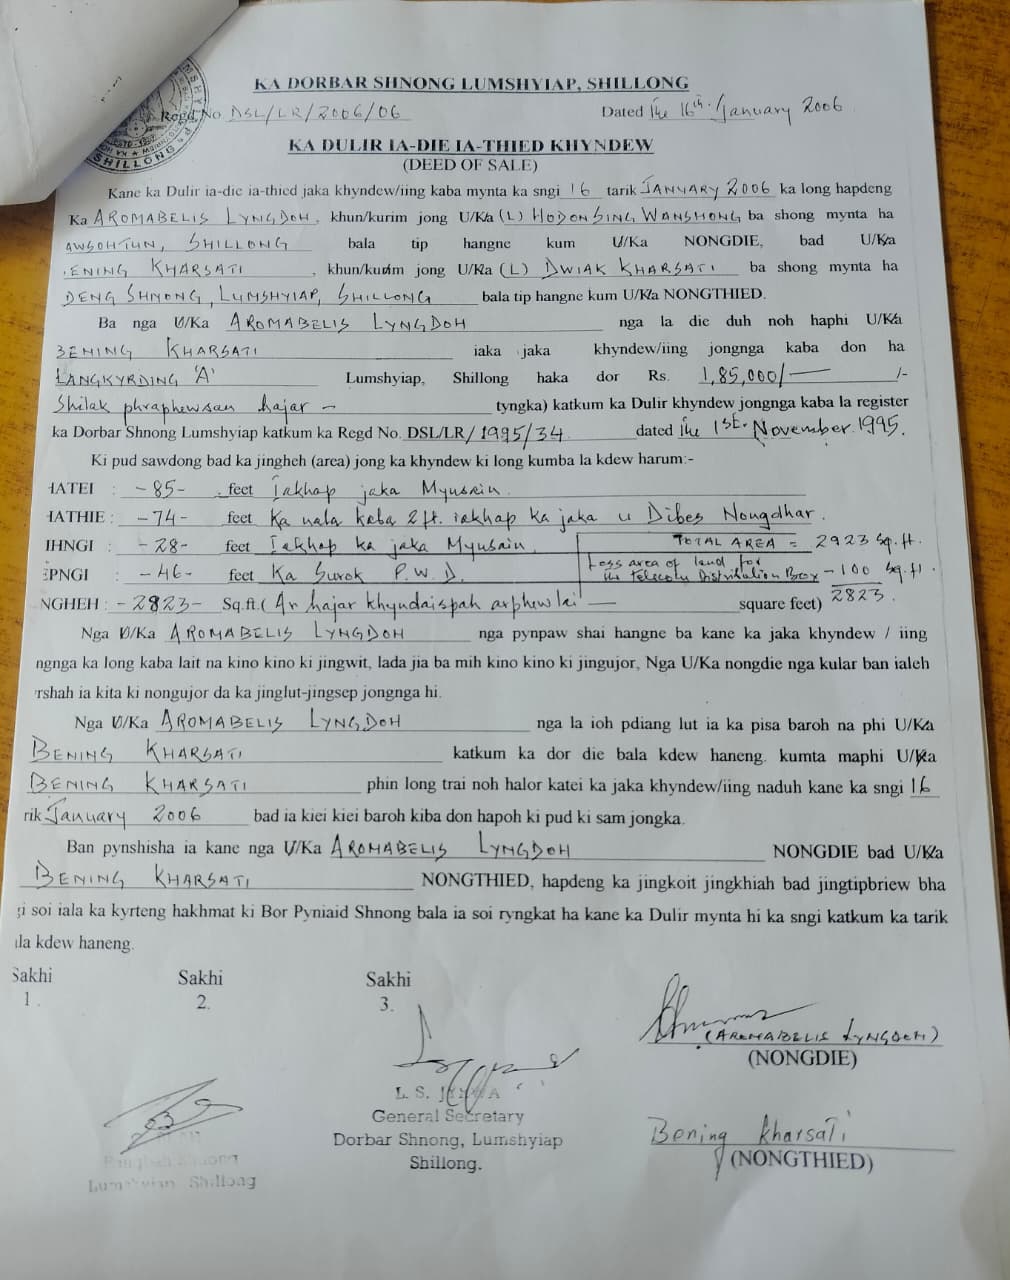 KA DORBAR SHNONG LUMSHYIAP, SHILLONG
Regd No. DSL/LR/2006/06 Dated The 16th January 2006
KA DULIR IA-DIE IA-THIED KHYNDEW
(DEED OF SALE)
Kane ka Dulir ia-die ia-thied jaka khyndew/iing kaba mynta ka sngi 16 tarik JANUARY 2006 ka long hapdeng
Ka AROMABELIS LYNGDOH, khun/kurim jong U/Ka (L) HODONSING WANSHONG ba shong mynta ha
AWSOHTUN, SHILLONG bala tip hangne kum U/Ka NONGDIE, bad U/Ka
ENING KHARSATI, khun/kurim jong U/Ka (L) DWIAK KHARSATI ba shong mynta ha
DENG SHNONG, LUMSHYIAP, SHILLONG bala tip hangne kum U/Ka NONGTHIED.
Ba nga U/Ka AROMABELIS LYNGDOH nga la die duh noh haphi U/Ka
BENING KHARSATI iaka jaka khyndew/iing jongnga kaba don ha
LANGKYRDING 'A' Lumshyiap, Shillong haka dor Rs. 1,85,000/- /-
Shilak phraphewsan hajar - tyngka) katkum ka Dulir khyndew jongnga kaba la register
ka Dorbar Shnong Lumshyiap katkum ka Regd No. DSL/LR/1995/34 dated the 1st. November 1995.
Ki pud sawdong bad ka jingheh (area) jong ka khyndew ki long kumba la kdew harum:-
HATEI : -85- feet Iakhap jaka Myusain.
HATHIE : -74- feet Ka nala kaba 2 ft. iakhap ka jaka u Dibes Nongdhar.
IHNGI : -28- feet Iakhap ka jaka Myusain. TOTAL AREA = 2923 sq.ft.
EPNGI : -46- feet Ka Surok P.W.D. Less area of land for
the Telecom Distribution Box - 100 sq.ft.
NGHEH : -2823- Sq.ft.(Ar hajar khyndaispah arphew lai square feet) 2823.
Nga U/Ka AROMABELIS LYNGDOH nga pynpaw shai hangne ba kane ka jaka khyndew / iing
ngnga ka long kaba lait na kino kino ki jingwit, lada jia ba mih kino kino ki jingujor, Nga U/Ka nongdie nga kular ban ialeh
rshah ia kita ki nongujor da ka jinglut-jingsep jongnga hi.
Nga U/Ka AROMABELIS LYNGDOH nga la ioh pdiang lut ia ka pisa baroh na phi U/Ka
BENING KHARSATI katkum ka dor die bala kdew haneng. kumta maphi U/Ka
BENING KHARSATI phin long trai noh halor katei ka jaka khyndew/iing naduh kane ka sngi 16
rik January 2006 bad ia kiei kiei baroh kiba don hapoh ki pud ki sam jongka.
Ban pynshisha ia kane nga U/Ka AROMABELIS LYNGDOH NONGDIE bad U/Ka
BENING KHARSATI NONGTHIED, hapdeng ka jingkoit jingkhiah bad jingtipbriew bha
gi soi iala ka kyrteng hakhmat ki Bor Pyniaid Shnong bala ia soi ryngkat ha kane ka Dulir mynta hi ka sngi katkum ka tarik
ala kdew haneng.
Sakhi Sakhi Sakhi
1. 2. 3.
(AROMABELIS LYNGDOH)
(NONGDIE)
L. S.
General Secretary
Dorbar Shnong, Lumshyiap
Shillong.
Shnong
Lumshyiap Shillong
Bening Kharsati
(NONGTHIED)
SHILLONG